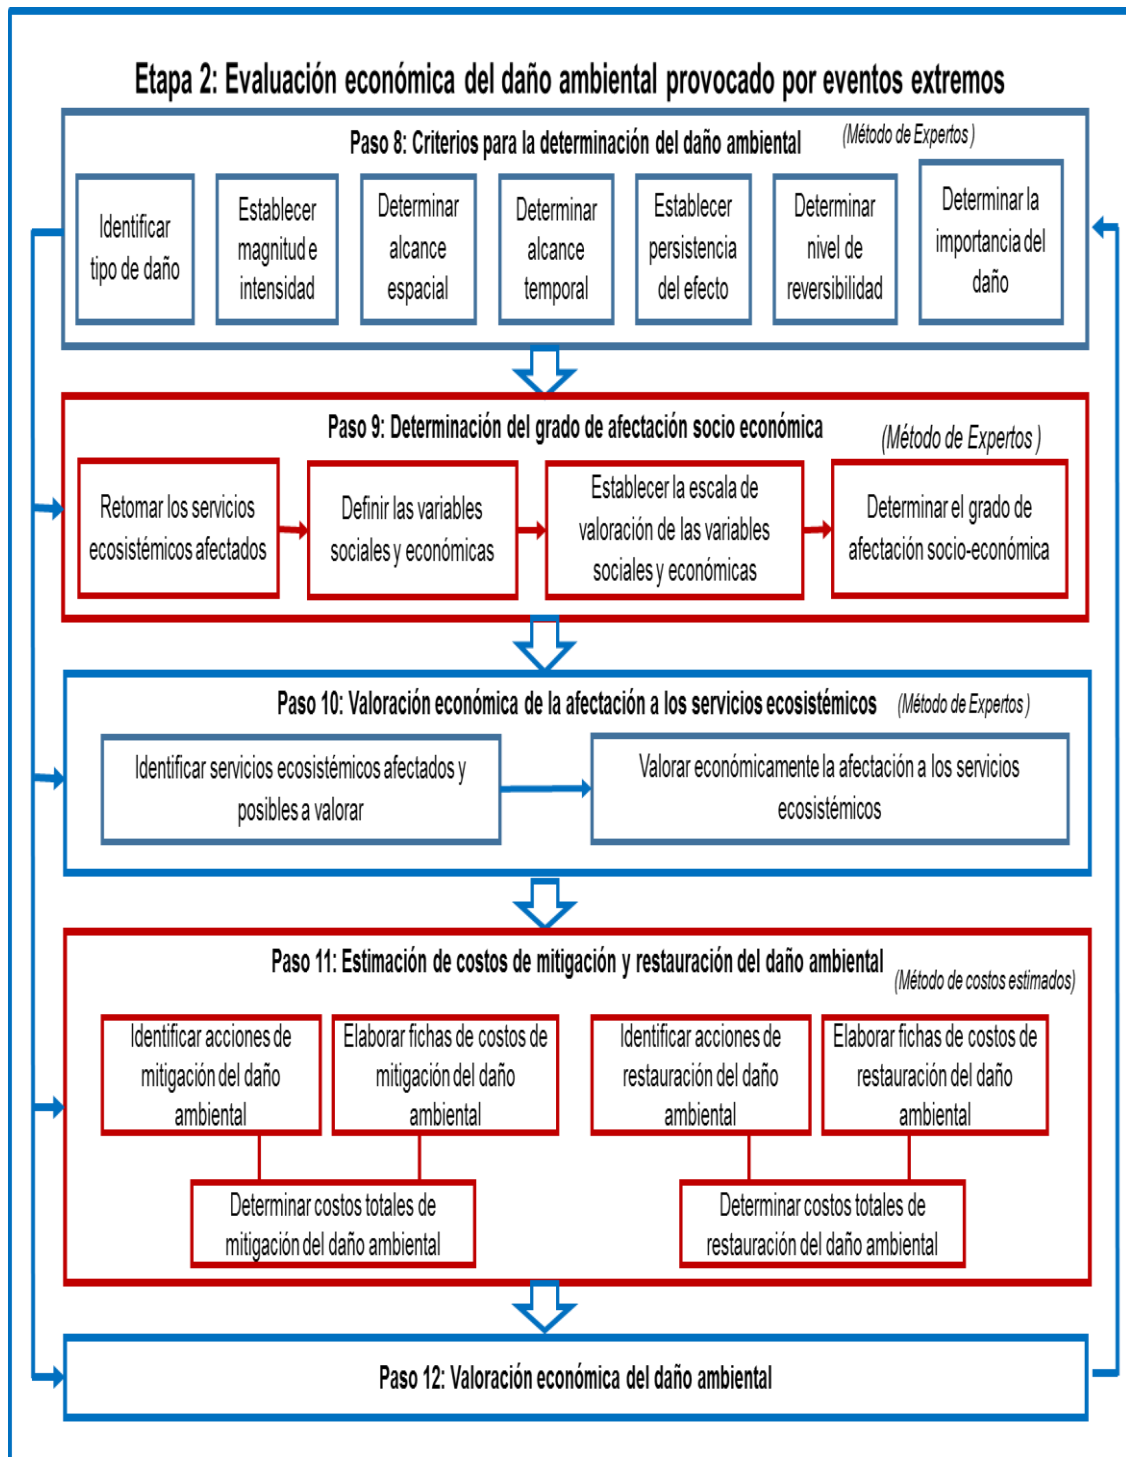 Etapa 2: Evaluación económica del daño ambiental provocado por eventos extremos
Paso 8: Criterios para la determinación del daño ambiental
(Método de Expertos )
Identificar
tipo de daño
Establecer
magnitud e
intensidad
Determinar
alcance
espacial
Determinar
alcance
temporal
Establecer
persistencia
del efecto
Determinar
nivel de
reversibilidad
Determinar la
importancia del
daño
Paso 9: Determinación del grado de afectación socio económica
(Método de Expertos )
Retomar los servicios
ecosistémicos afectados
Definir las variables
sociales y económicas
Establecer la escala de
valoración de las variables
sociales y económicas
Determinar el grado de
afectación socio-económica
Paso 10: Valoración económica de la afectación a los servicios ecosistémicos
(Método de Expertos )
Identificar servicios ecosistémicos afectados y
posibles a valorar
Valorar económicamente la afectación a los servicios
ecosistémicos
Paso 11: Estimación de costos de mitigación y restauración del daño ambiental
(Método de costos estimados)
Identificar acciones de
mitigación del daño
ambiental
Elaborar fichas de costos de
mitigación del daño
ambiental
Identificar acciones de
restauración del daño
ambiental
Elaborar fichas de costos de
restauración del daño
ambiental
Determinar costos totales de
mitigación del daño ambiental
Determinar costos totales de
restauración del daño ambiental
Paso 12: Valoración económica del daño ambiental